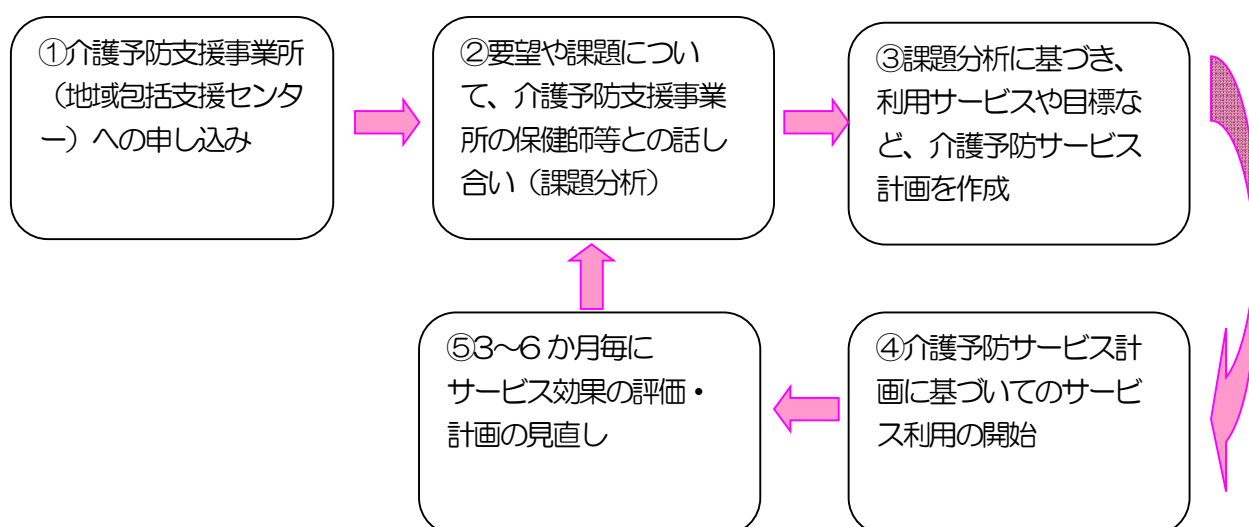 ①介護予防支援事業所
(地域包括支援センタ
ー)への申し込み
②要望や課題につい
て、介護予防支援事業
所の保健師等との話し
合い(課題分析)
③課題分析に基づき、
利用サービスや目標な
ど、介護予防サービス
計画を作成
④介護予防サービス計
画に基づいてのサービ
ス利用の開始
⑤3~6 か月毎に
サービス効果の評価・
計画の見直し